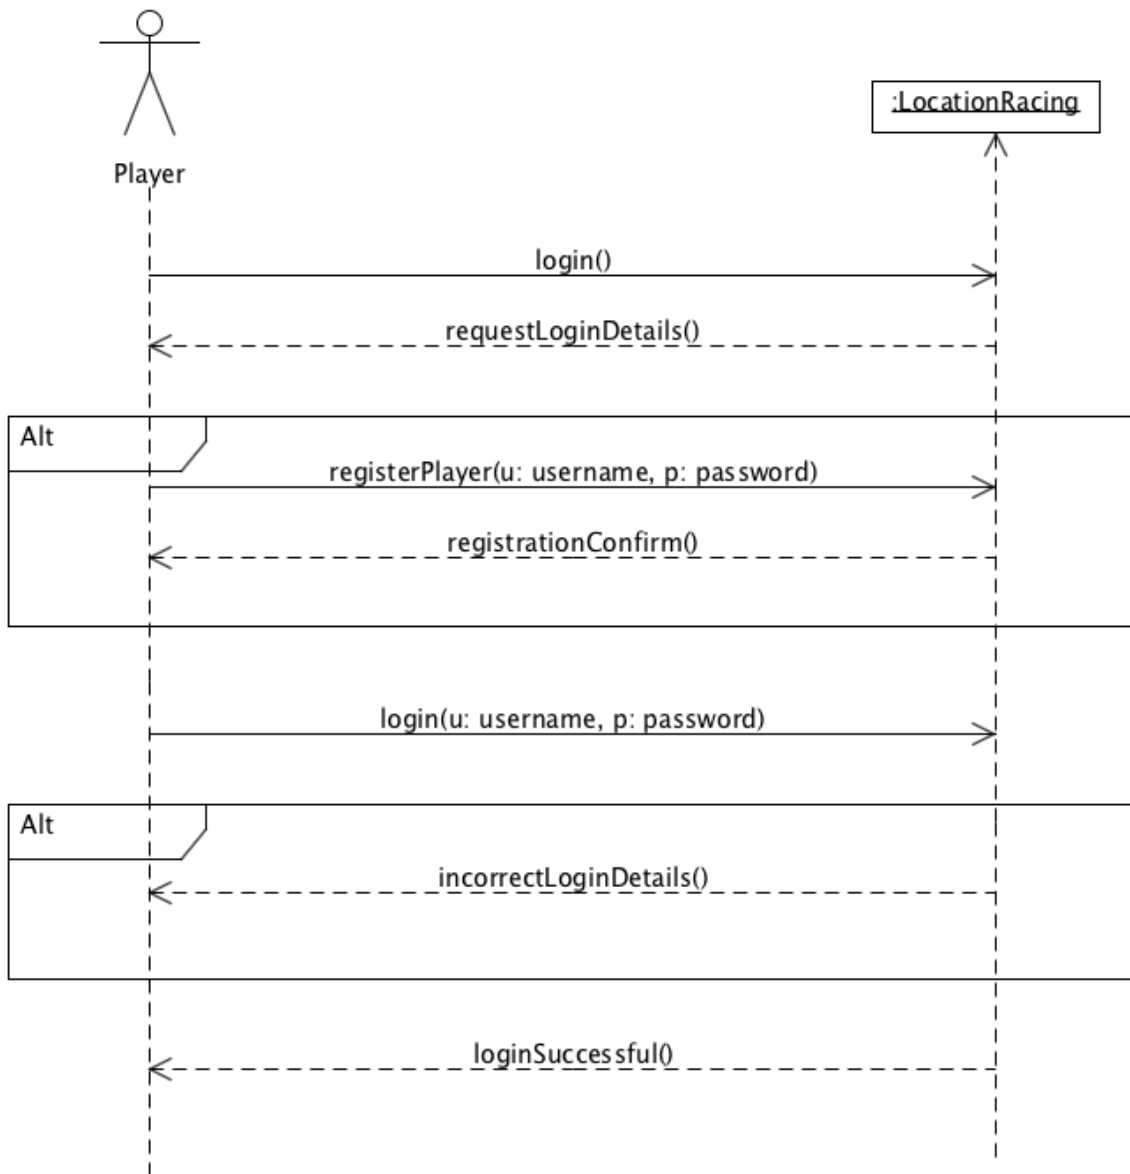 :LocationRacing
Player
login()
requestLoginDetails()
Alt
registerPlayer(u: username, p: password)
registrationConfirm()
login(u: username, p: password)
Alt
incorrectLoginDetails()
loginSuccessful()